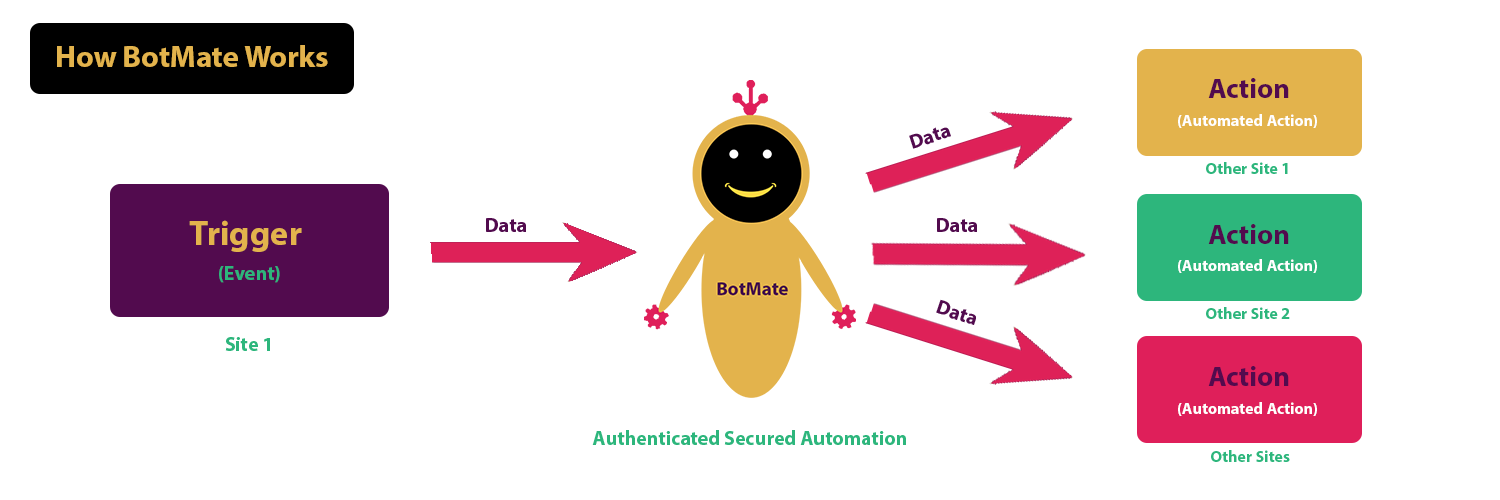 How BotMate Works
Trigger
(Event)
Site 1
Data
BotMate
Authenticated Secured Automation
Data
Action
(Automated Action)
Other Site 1
Data
Action
(Automated Action)
Other Site 2
Data
Action
(Automated Action)
Other Sites